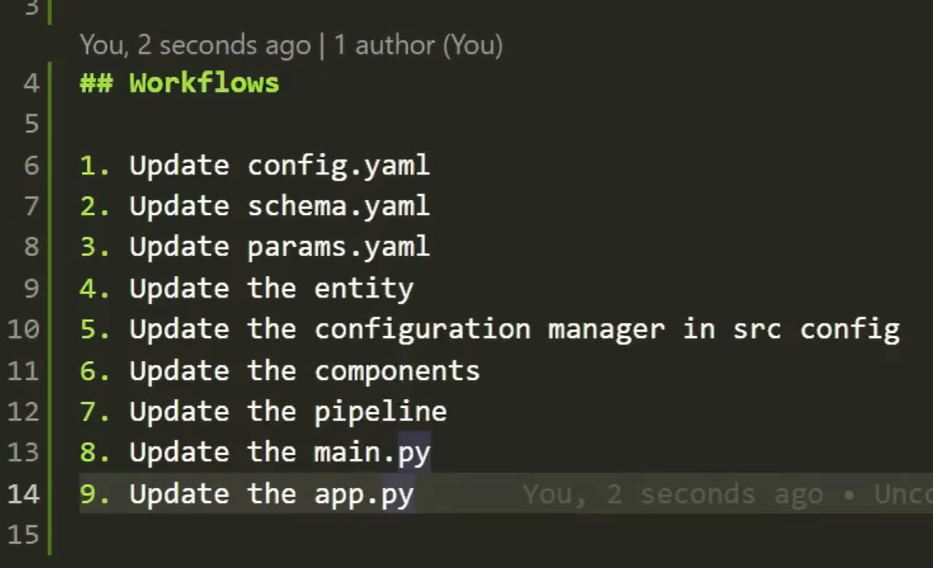 3
You, 2 seconds ago | 1 author (You)
4 ## Workflows
5
6 1. Update config.yaml
7 2. Update schema.yaml
8 3. Update params.yaml
9 4. Update the entity
10 5. Update the configuration manager in src config
11 6. Update the components
12 7. Update the pipeline
13 8. Update the main.py
14 9. Update the app.py You, 2 seconds ago • Unco
15